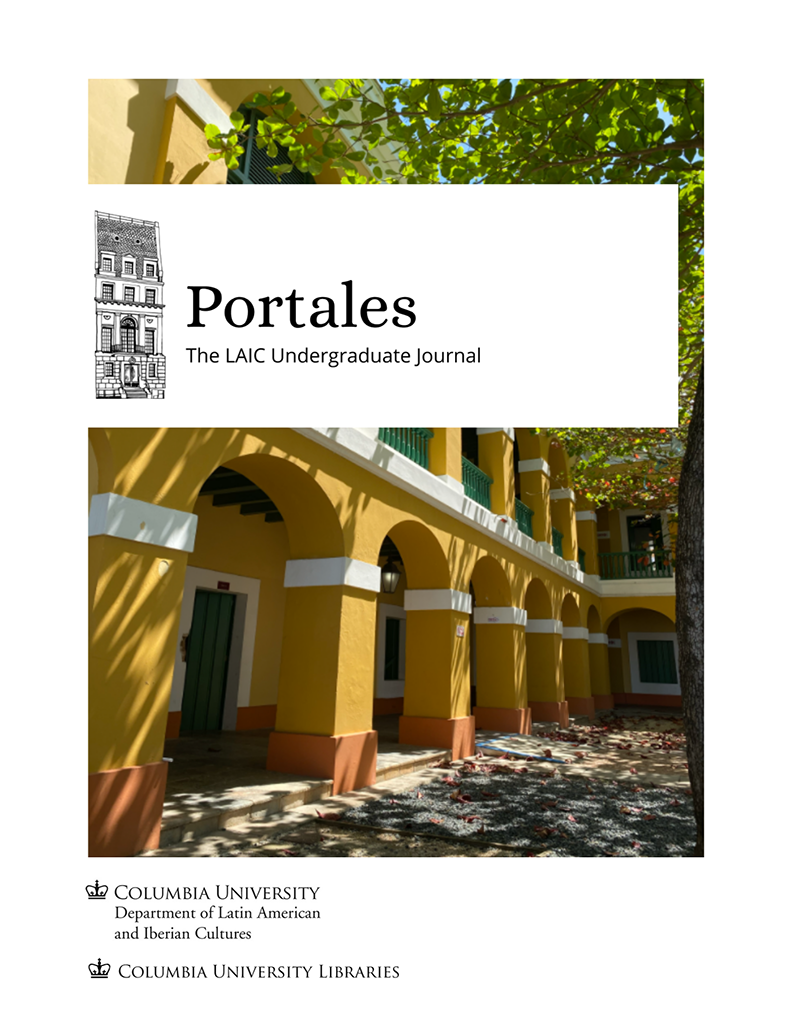 Portales
The LAIC Undergraduate Journal
COLUMBIA UNIVERSITY
Department of Latin American
and Iberian Cultures
COLUMBIA UNIVERSITY LIBRARIES